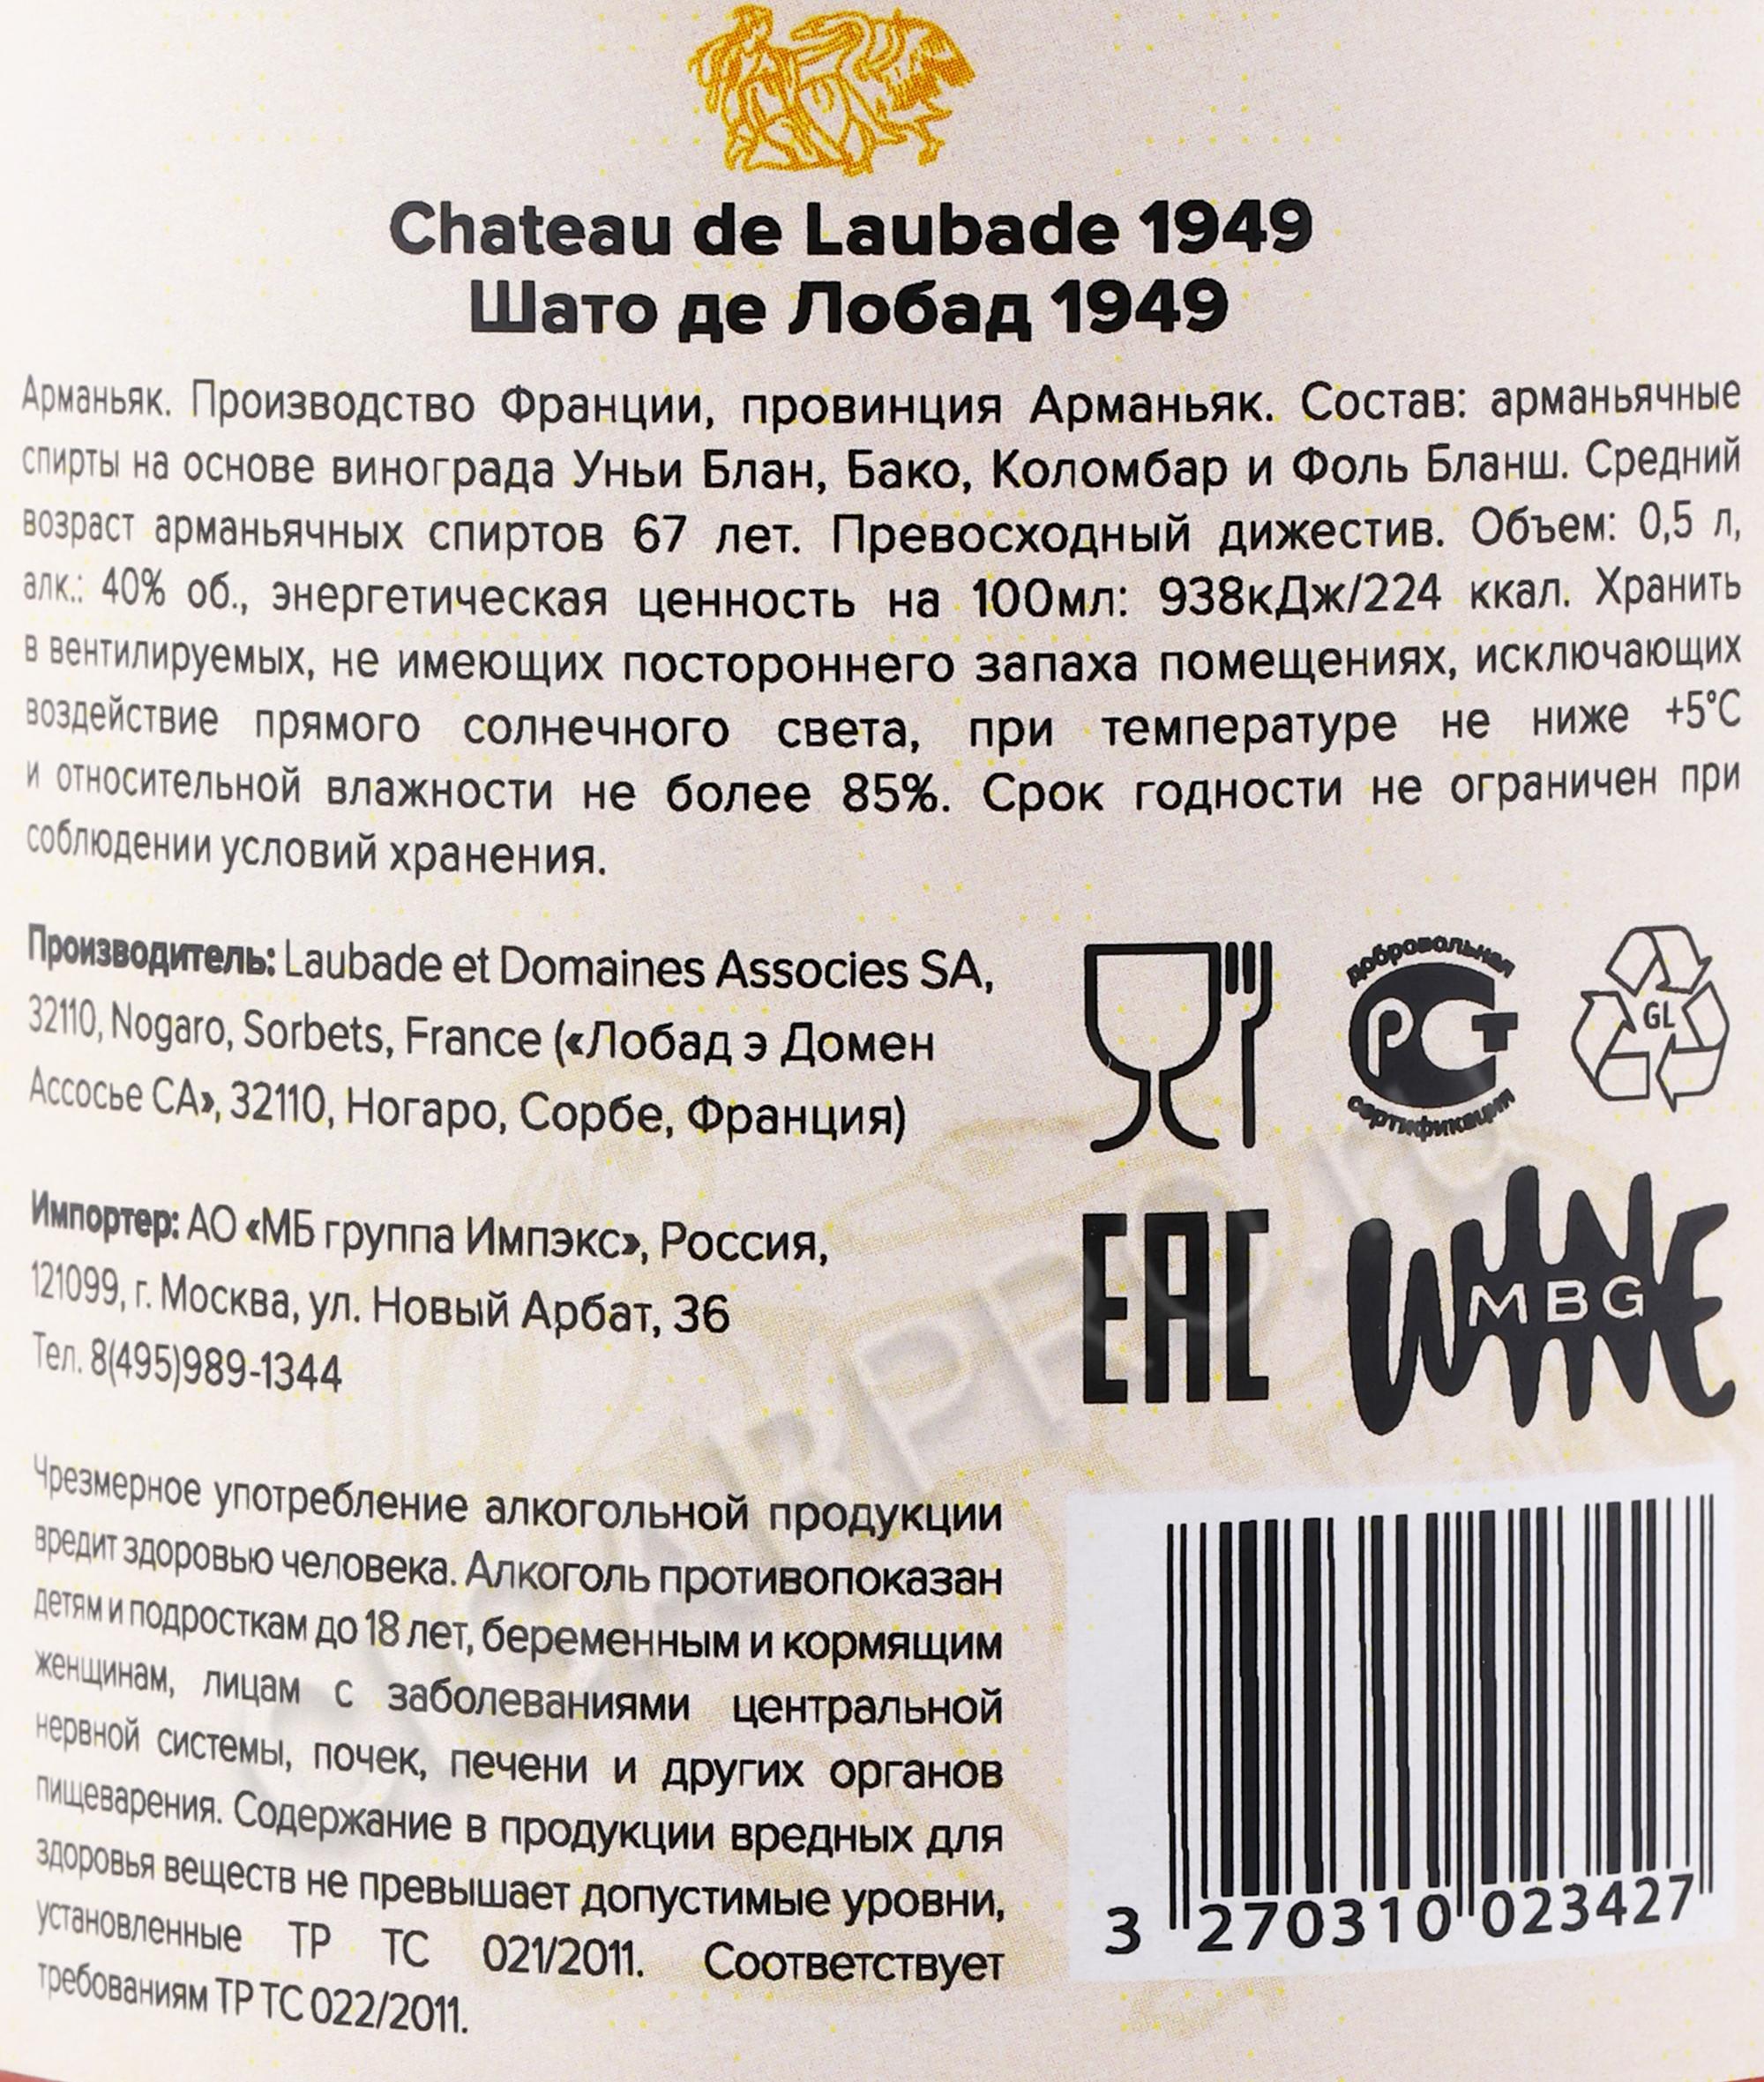 Chateau de Laubade 1949
Шато де Лобад 1949
Арманьяк. Производство Франции, провинция Арманьяк. Состав: арманьячные
спирты на основе винограда Уньи Блан, Бако, Коломбар и Фоль Бланш. Средний
возраст арманьячных спиртов 67 лет. Превосходный дижестив. Объем: 0,5 л,
алк.: 40% об., энергетическая ценность на 100мл: 938кДж/224 ккал. Хранить
в вентилируемых, не имеющих постороннего запаха помещениях, исключающих
воздействие прямого солнечного света, при температуре не ниже +5°C
и относительной влажности не более 85%. Срок годности не ограничен при
соблюдении условий хранения.
Производитель: Laubade et Domaines Associes SA,
32110, Nogaro, Sorbets, France («Лобад э Домен
Ассосье СА», 32110, Ногаро, Сорбе, Франция)
добровольная
РСТ
сертификация
GL
Импортер: АО «МБ группа Импэкс», Россия,
121099, г. Москва, ул. Новый Арбат, 36
Тел. 8(495)989-1344
EAC
WINE
MBG
Чрезмерное употребление алкогольной продукции
вредит здоровью человека. Алкоголь противопоказан
детям и подросткам до 18 лет, беременным и кормящим
женщинам, лицам с заболеваниями центральной
нервной системы, почек, печени и других органов
пищеварения. Содержание в продукции вредных для
здоровья веществ не превышает допустимые уровни,
установленные ТР ТС 021/2011. Соответствует
требованиям ТР ТС 022/2011.
3 270310 023427